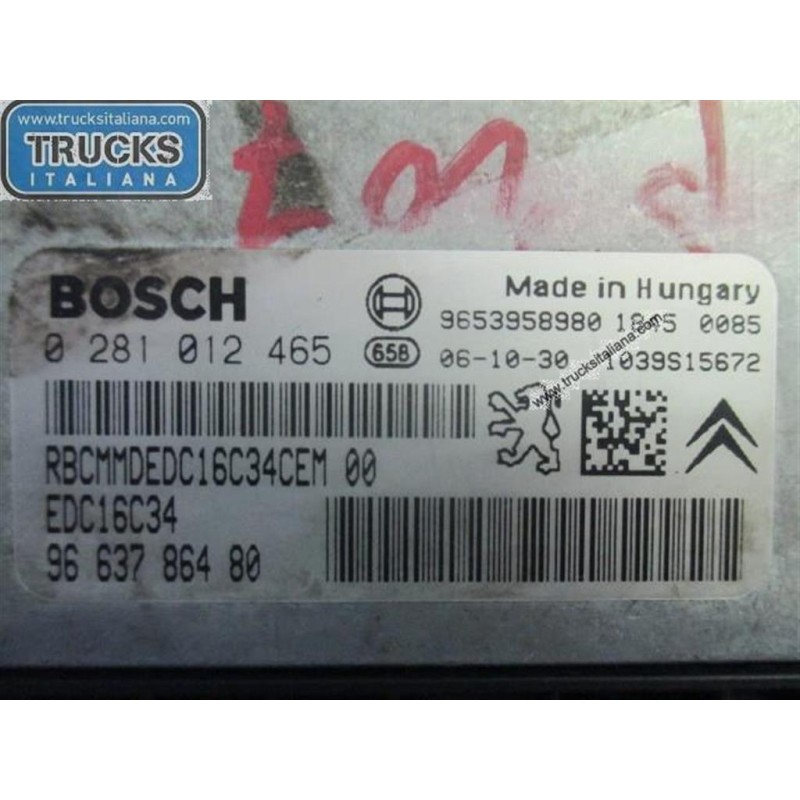 www.trucksitaliana.com
TRUCKS
ITALIANA
BOSCH
Made in Hungary
0 281 012 465
9653958980 1845 0085
658
06-10-30 1039S15672
www.trucksitaliana.com
RBCMMDEDC16C34CEM 00
EDC16C34
96 637 864 80